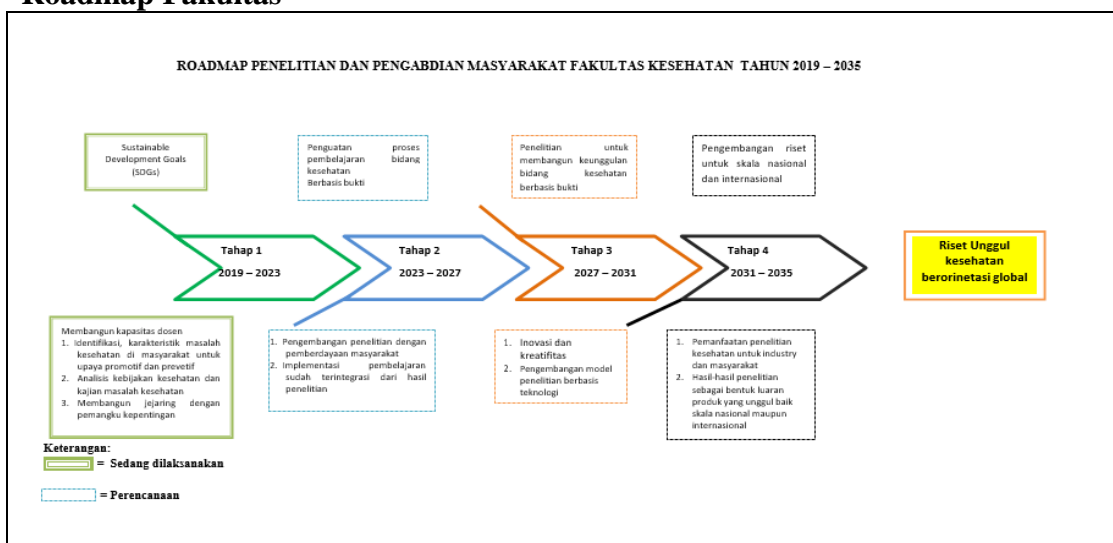 Roadmap Fakultas
ROADMAP PENELITIAN DAN PENGABDIAN MASYARAKAT FAKULTAS KESEHATAN TAHUN 2019 – 2035
Sustainable
Development Goals
(SDGs)
Penguatan proses
pembelajaran bidang
kesehatan
Berbasis bukti
Penelitian untuk
membangun keunggulan
bidang kesehatan
berbasis bukti
Pengembangan riset
untuk skala nasional
dan internasional
Tahap 1
2019 – 2023
Tahap 2
2023 – 2027
Tahap 3
2027 – 2031
Tahap 4
2031 – 2035
Riset Unggul
kesehatan
berorinetasi global
Membangun kapasitas dosen
1. Identifikasi, karakteristik masalah
kesehatan di masyarakat untuk
upaya promotif dan prevetif
2. Analisis kebijakan kesehatan dan
kajian masalah kesehatan
3. Membangun jejaring dengan
pemangku kepentingan
1. Pengembangan penelitian dengan
pemberdayaan masyarakat
2. Implementasi pembelajaran
sudah terintegrasi dari hasil
penelitian
1. Inovasi dan
kreatifitas
2. Pengembangan model
penelitian berbasis
teknologi
1. Pemanfaatan penelitian
kesehatan untuk industry
dan masyarakat
2. Hasil-hasil penelitian
sebagai bentuk luaran
produk yang unggul baik
skala nasional maupun
internasional
Keterangan:
= Sedang dilaksanakan
= Perencanaan